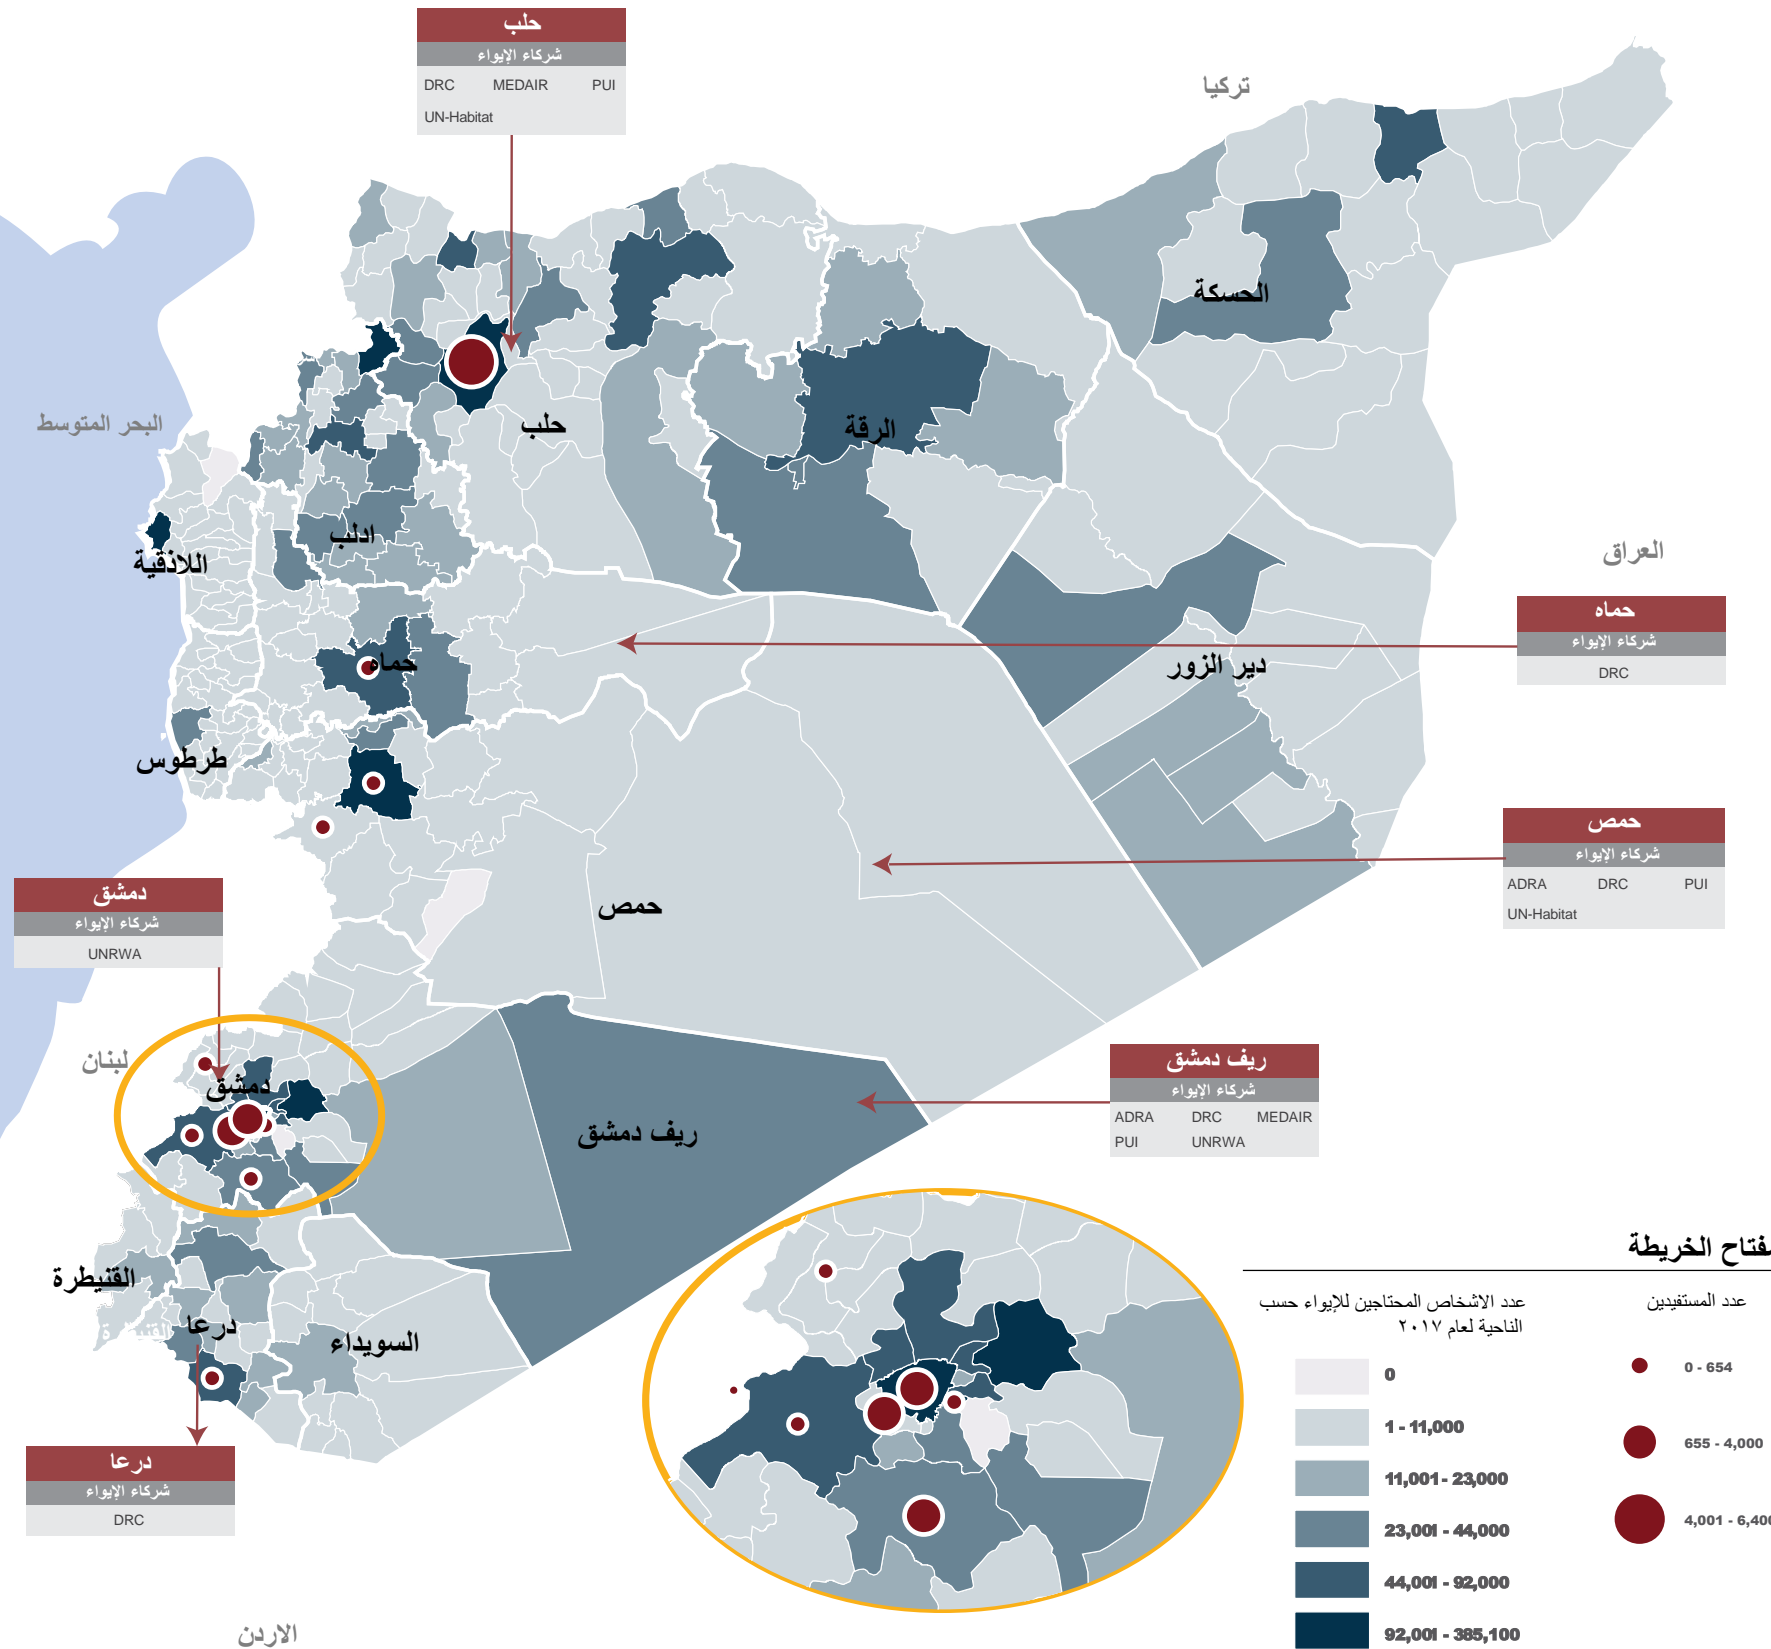 حلب
شركاء الإيواء
DRC MEDAIR PUI
UN-Habitat
تركيا
الحسكة
البحر المتوسط
حلب
الرقة
ادلب
اللاذقية
العراق
حماه
شركاء الإيواء
DRC
حماه
دير الزور
طرطوس
حمص
شركاء الإيواء
ADRA DRC PUI
UN-Habitat
حمص
دمشق
شركاء الإيواء
UNRWA
لبنان
دمشق
ريف دمشق
شركاء الإيواء
ADRA DRC MEDAIR
PUI UNRWA
ريف دمشق
القنيطرة
القنيطرة
درعا
السويداء
درعا
شركاء الإيواء
DRC
الاردن
مفتاح الخريطة
عدد الاشخاص المحتاجين للإيواء حسب
الناحية لعام ٢٠١٧
0
1 - 11,000
11,001 - 23,000
23,001 - 44,000
44,001 - 92,000
92,001 - 385,100
عدد المستفيدين
0 - 654
655 - 4,000
4,001 - 6,400